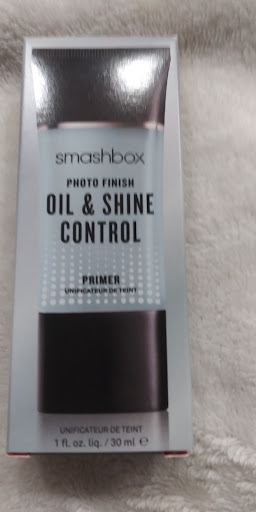 smashbox
PHOTO FINISH
OIL & SHINE
CONTROL
PRIMER
UNIFICATEUR DE TEINT
UNIFICATEUR DE TEINT
1 fl. oz. liq. / 30 ml ℮